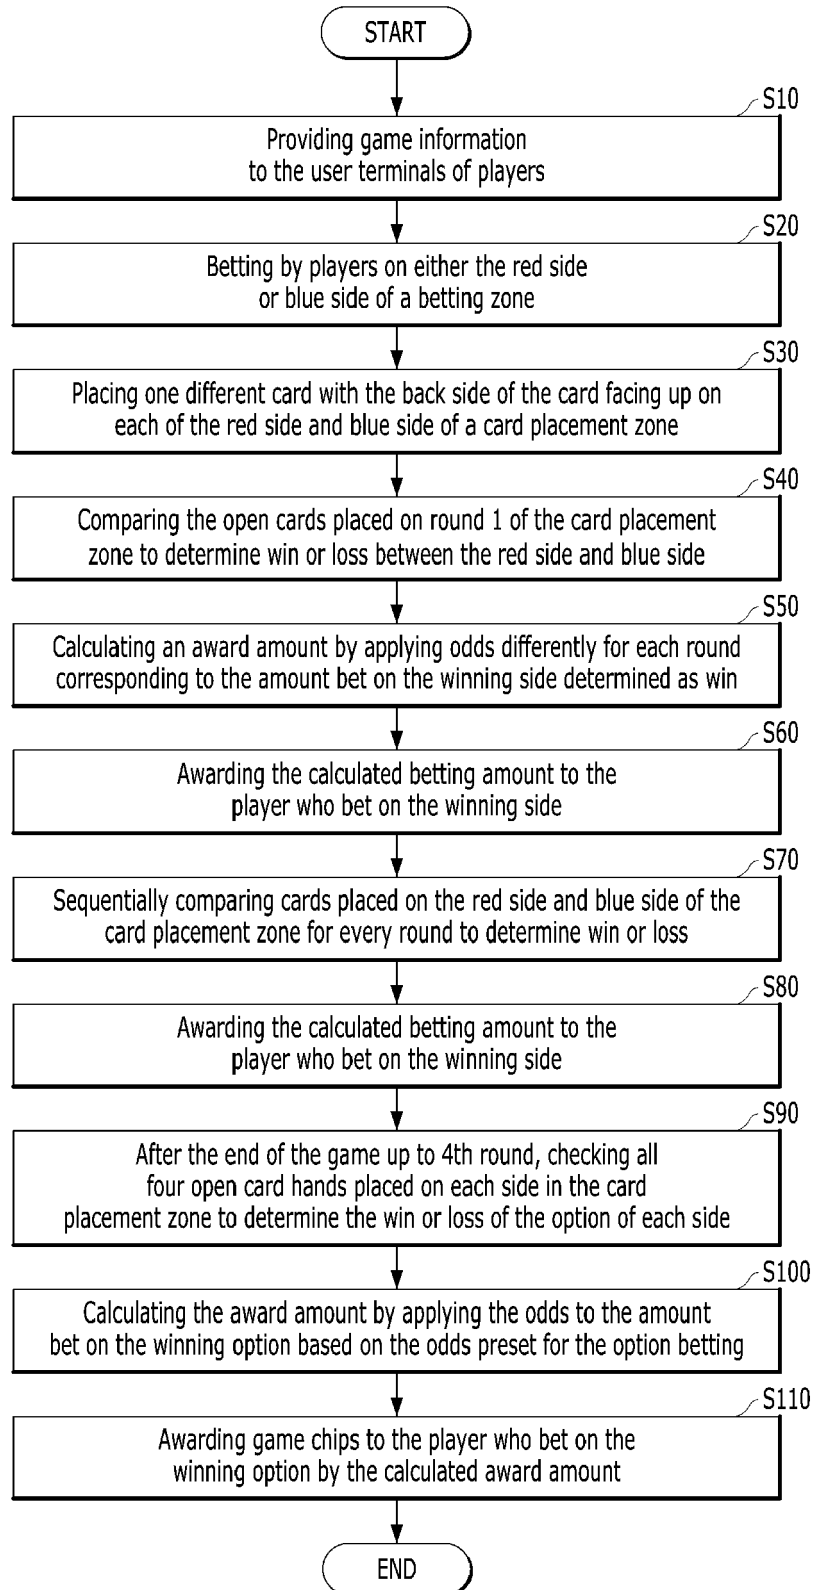 START
S10
Providing game information
to the user terminals of players
S20
Betting by players on either the red side
or blue side of a betting zone
S30
Placing one different card with the back side of the card facing up on
each of the red side and blue side of a card placement zone
S40
Comparing the open cards placed on round 1 of the card placement
zone to determine win or loss between the red side and blue side
S50
Calculating an award amount by applying odds differently for each round
corresponding to the amount bet on the winning side determined as win
S60
Awarding the calculated betting amount to the
player who bet on the winning side
S70
Sequentially comparing cards placed on the red side and blue side of the
card placement zone for every round to determine win or loss
S80
Awarding the calculated betting amount to the
player who bet on the winning side
S90
After the end of the game up to 4th round, checking all
four open card hands placed on each side in the card
placement zone to determine the win or loss of the option of each side
S100
Calculating the award amount by applying the odds to the amount
bet on the winning option based on the odds preset for the option betting
S110
Awarding game chips to the player who bet on the
winning option by the calculated award amount
END